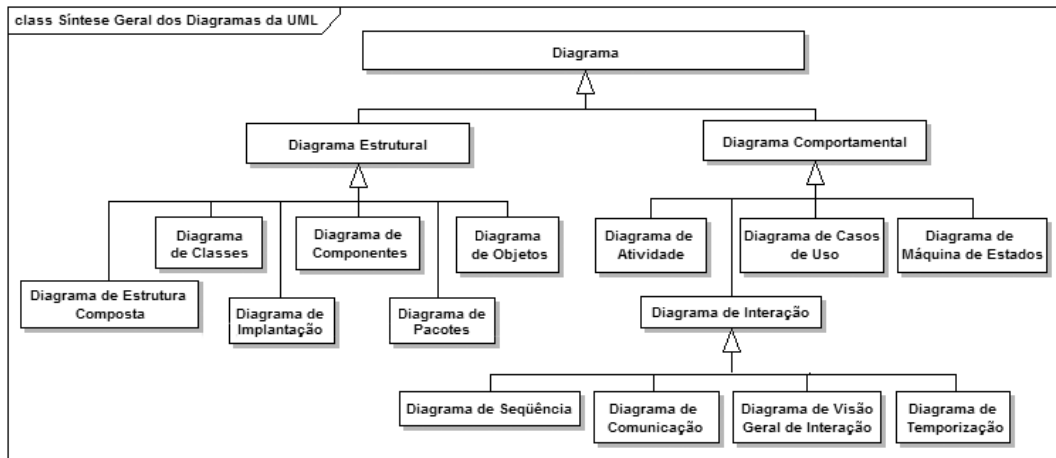 class Síntese Geral dos Diagramas da UML
Diagrama
Diagrama Estrutural
Diagrama Comportamental
Diagrama
de Classes
Diagrama de
Componentes
Diagrama
de Objetos
Diagrama de
Atividade
Diagrama de Casos
de Uso
Diagrama de
Máquina de Estados
Diagrama de Estrutura
Composta
Diagrama de
Implantação
Diagrama de
Pacotes
Diagrama de Interação
Diagrama de Seqüência
Diagrama de
Comunicação
Diagrama de Visão
Geral de Interação
Diagrama de
Temporização